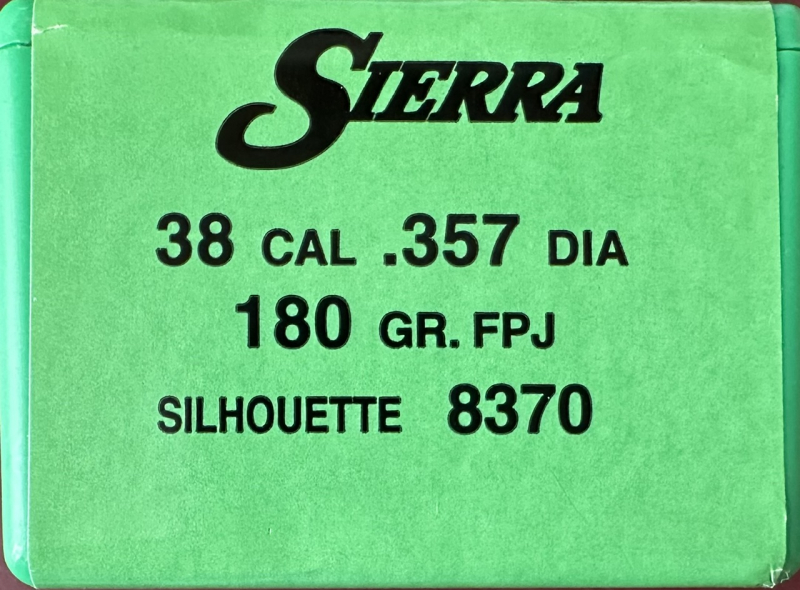 SIERRA
38 CAL .357 DIA
180 GR. FPJ
SILHOUETTE 8370